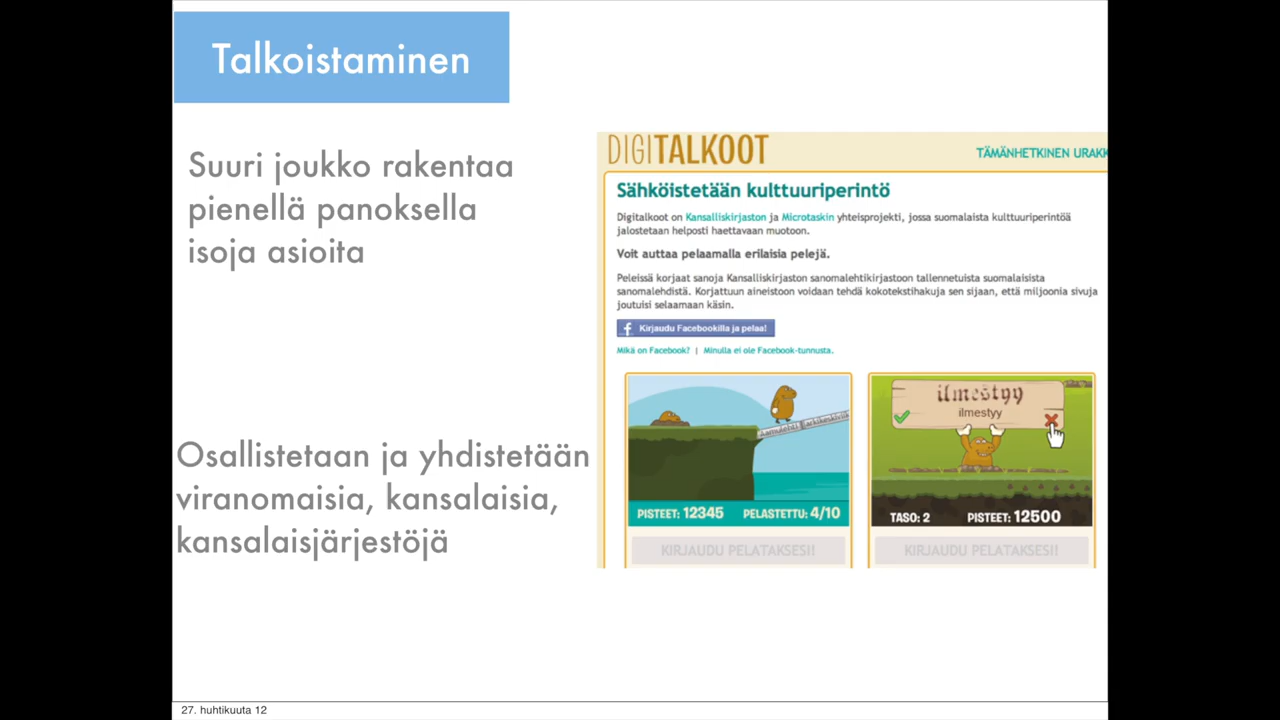 Talkoistaminen
Suuri joukko rakentaa
pienellä panoksella
isoja asioita
Osallistetaan ja yhdistetään
viranomaisia, kansalaisia,
kansalaisjärjestöjä
DIGITALKOOT
TÄMÄNHETKINEN URAKK
Sähköistetään kulttuuriperintö
Digitalkoot on Kansalliskirjaston ja Microtaskin yhteisprojekti, jossa suomalaista kulttuuriperintöä
jalostetaan helposti haettavaan muotoon.
Voit auttaa pelaamalla erilaisia pelejä.
Peleissä korjaat sanoja Kansalliskirjaston sanomalehtikirjastoon tallennetuista suomalaisista
sanomalehdistä. Korjattuun aineistoon voidaan tehdä kokotekstihakuja sen sijaan, että miljoonia sivuja
joutuisi selaamaan käsin.
Kirjaudu Facebookilla ja pelaa!
Mikä on Facebook? | Minulla ei ole Facebook-tunnusta.
PISTEET: 12345 PELASTETTU: 4/10
KIRJAUDU PELATAKSESI!
ilmestyy
ilmestyy
TASO: 2 PISTEET: 12500
KIRJAUDU PELATAKSESI!
27. huhtikuuta 12